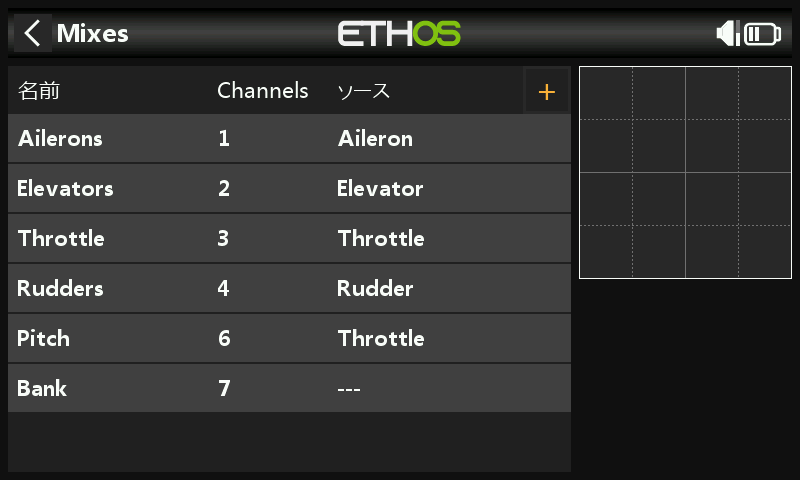 Mixes ETHOS
名前 Channels ソース +
Ailerons 1 Aileron
Elevators 2 Elevator
Throttle 3 Throttle
Rudders 4 Rudder
Pitch 6 Throttle
Bank 7 ---